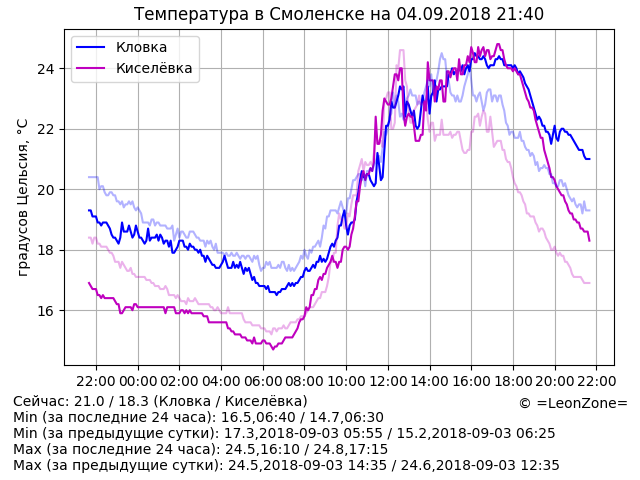 Температура в Смоленске на 04.09.2018 21:40
Кловка
Киселёвка
градусов Цельсия, °C
24
22
20
18
16
22:00 00:00 02:00 04:00 06:00 08:00 10:00 12:00 14:00 16:00 18:00 20:00 22:00
Сейчас: 21.0 / 18.3 (Кловка / Киселёвка)
© =LeonZone=
Min (за последние 24 часа): 16.5,06:40 / 14.7,06:30
Min (за предыдущие сутки): 17.3,2018-09-03 05:55 / 15.2,2018-09-03 06:25
Max (за последние 24 часа): 24.5,16:10 / 24.8,17:15
Max (за предыдущие сутки): 24.5,2018-09-03 14:35 / 24.6,2018-09-03 12:35